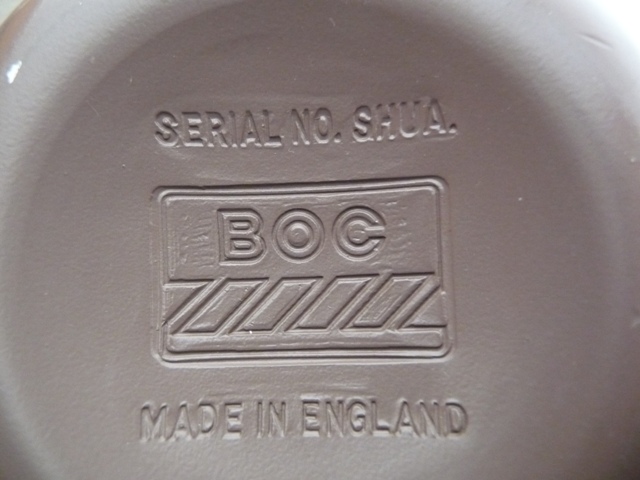 SERIAL NO. SHUA.
BOC
MADE IN ENGLAND